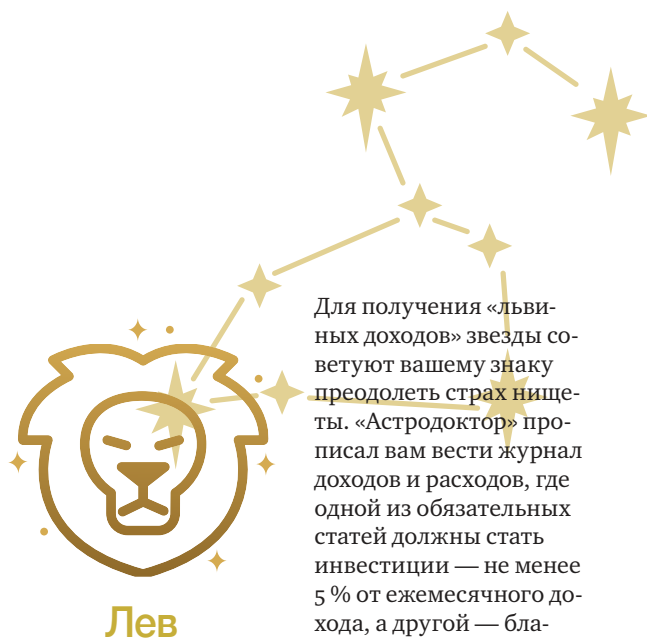 Для получения «льви-
ных доходов» звезды со-
ветуют вашему знаку
преодолеть страх нище-
ты. «Астродоктор» про-
писал вам вести журнал
доходов и расходов, где
одной из обязательных
статей должны стать
инвестиции — не менее
5 % от ежемесячного до-
хода, а другой — бла-
Лев